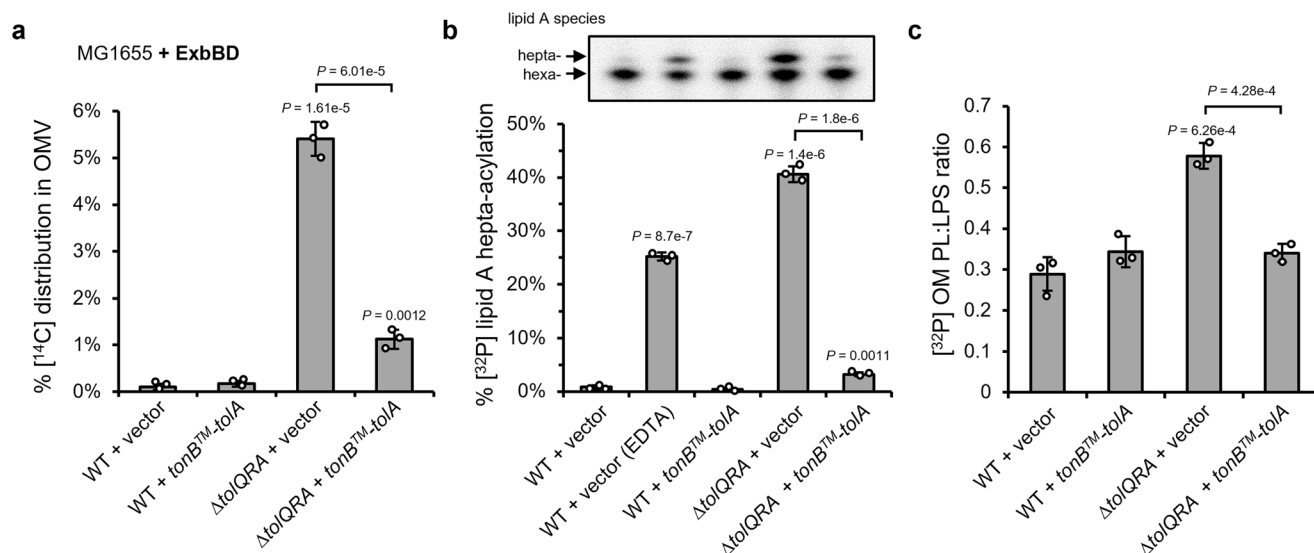 a
MG1655 + ExbBD
% [¹⁴C] distribution in OMV
6%
5%
4%
3%
2%
1%
0%
P = 6.01e-5
P = 1.61e-5
P = 0.0012
WT + vector
WT + tonBᵀᴹ-tolA
ΔtolQRA + vector
ΔtolQRA + tonBᵀᴹ-tolA
b
lipid A species
hepta-
hexa-
% [³²P] lipid A hepta-acylation
50%
40%
30%
20%
10%
0%
P = 1.8e-6
P = 1.4e-6
P = 8.7e-7
P = 0.0011
WT + vector
WT + vector (EDTA)
WT + tonBᵀᴹ-tolA
ΔtolQRA + vector
ΔtolQRA + tonBᵀᴹ-tolA
c
[³²P] OM PL:LPS ratio
0.7
0.6
0.5
0.4
0.3
0.2
0.1
0
P = 4.28e-4
P = 6.26e-4
WT + vector
WT + tonBᵀᴹ-tolA
ΔtolQRA + vector
ΔtolQRA + tonBᵀᴹ-tolA